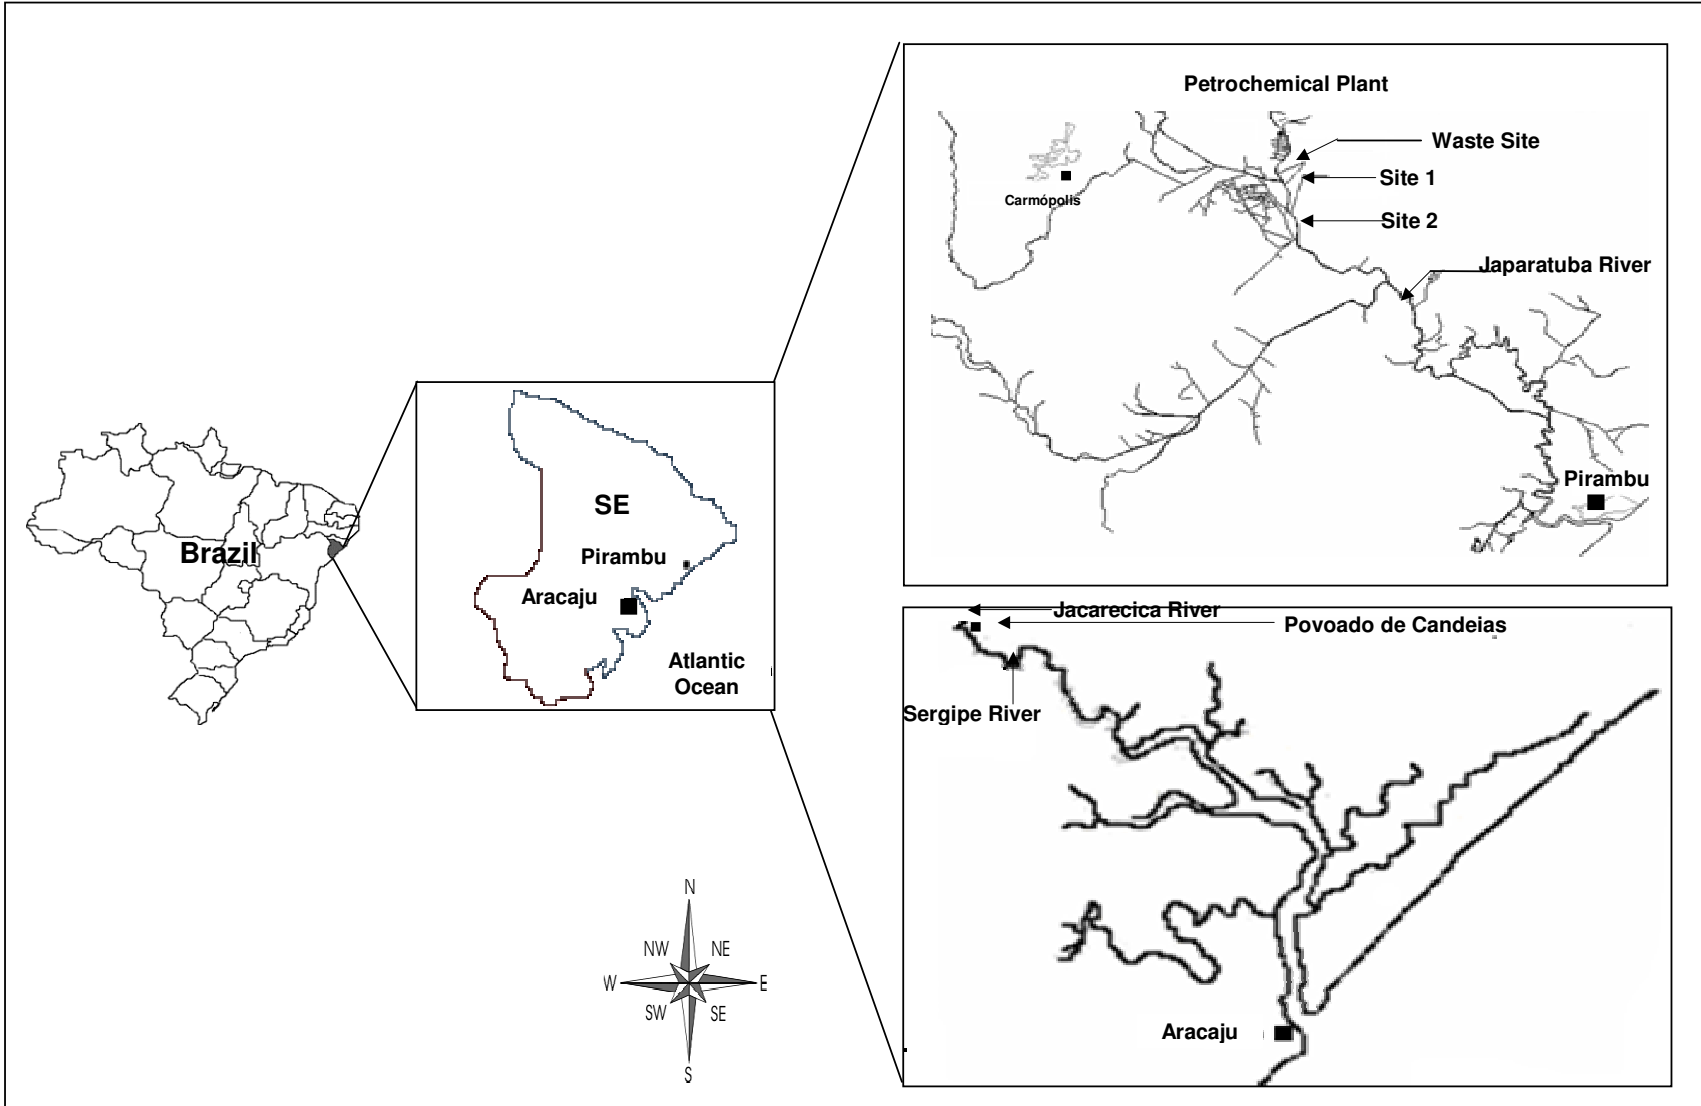 Petrochemical Plant
Waste Site
Site 1
Carmópolis
Site 2
Japaratuba River
Pirambu
Brazil
SE
Pirambu
Aracaju
Atlantic
Ocean
Jacarecica River
Povoado de Candeias
Sergipe River
Aracaju
N
NW
NE
W
E
SW
SE
S